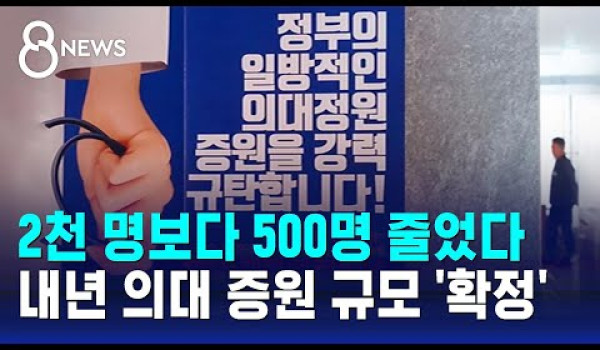 8 NEWS
정부의
일방적인
의대정원
증원을 강력
규탄합니다!
2천 명보다 500명 줄었다
내년 의대 증원 규모 '확정'